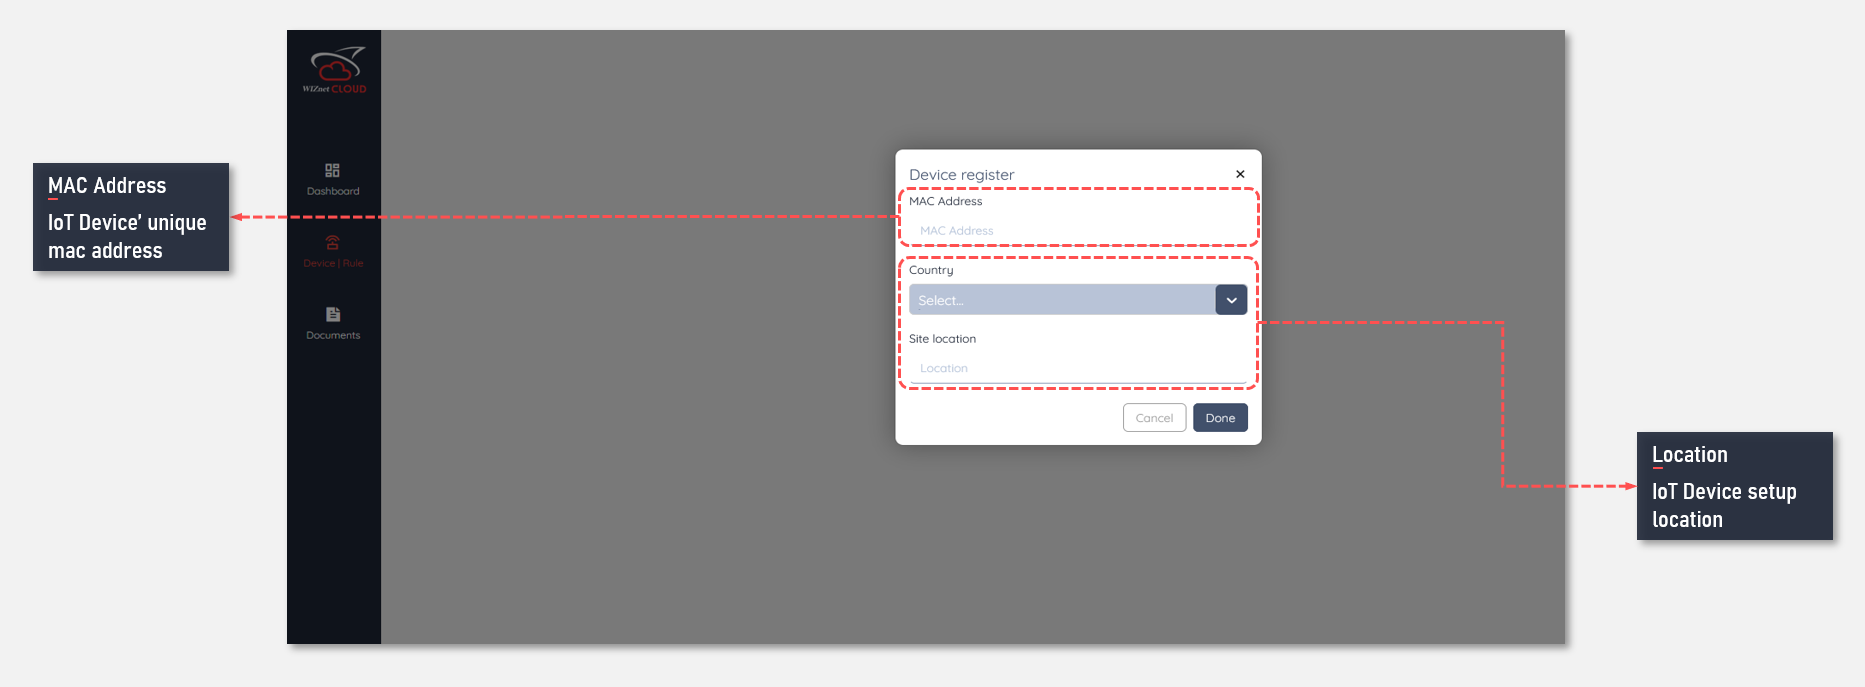 WIZnet CLOUD
Dashboard
Device | Rule
Documents
MAC Address
IoT Device’ unique
mac address
Device register
×
MAC Address
MAC Address
Country
Select...
Site location
Location
Cancel
Done
Location
IoT Device setup
location